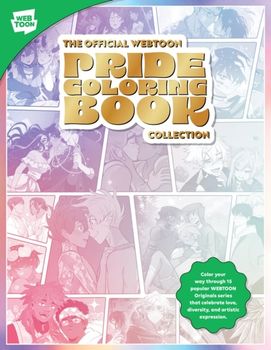 WEB
TOON
THE OFFICIAL WEBTOON
PRIDE
COLORING
BOOK
COLLECTION
Color your
way through 15
popular WEBTOON
Originals series
that celebrate love,
diversity, and artistic
expression.